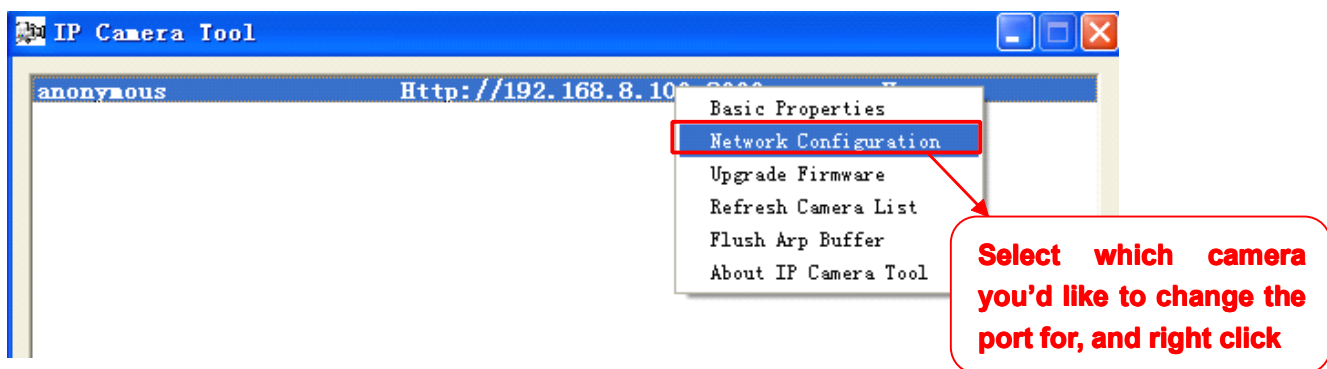 IP Camera Tool
anonymous Http://192.168.8.100
Basic Properties
Network Configuration
Upgrade Firmware
Refresh Camera List
Flush Arp Buffer
About IP Camera Tool
Select which camera
you'd like to change the
port for, and right click